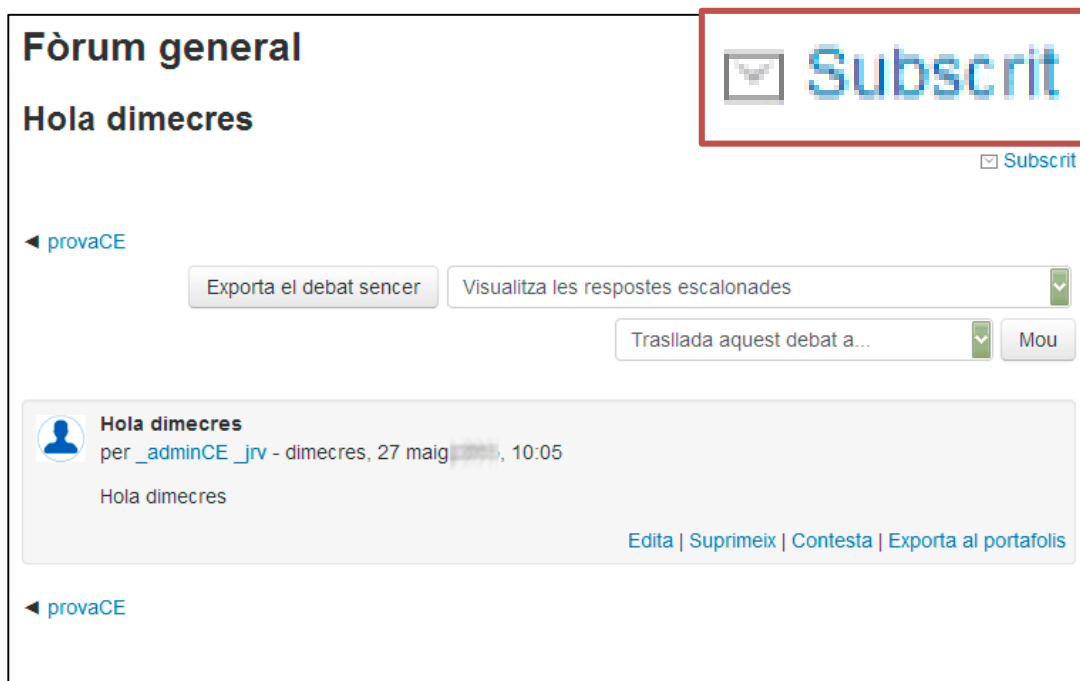 Fòrum general
Subscrit
Hola dimecres
Subscrit
◄ provaCE
Exporta el debat sencer Visualitza les respostes escalonades
Trasllada aquest debat a... Mou
Hola dimecres
per _adminCE _jrv - dimecres, 27 maig , 10:05
Hola dimecres
Edita | Suprimeix | Contesta | Exporta al portafolis
◄ provaCE